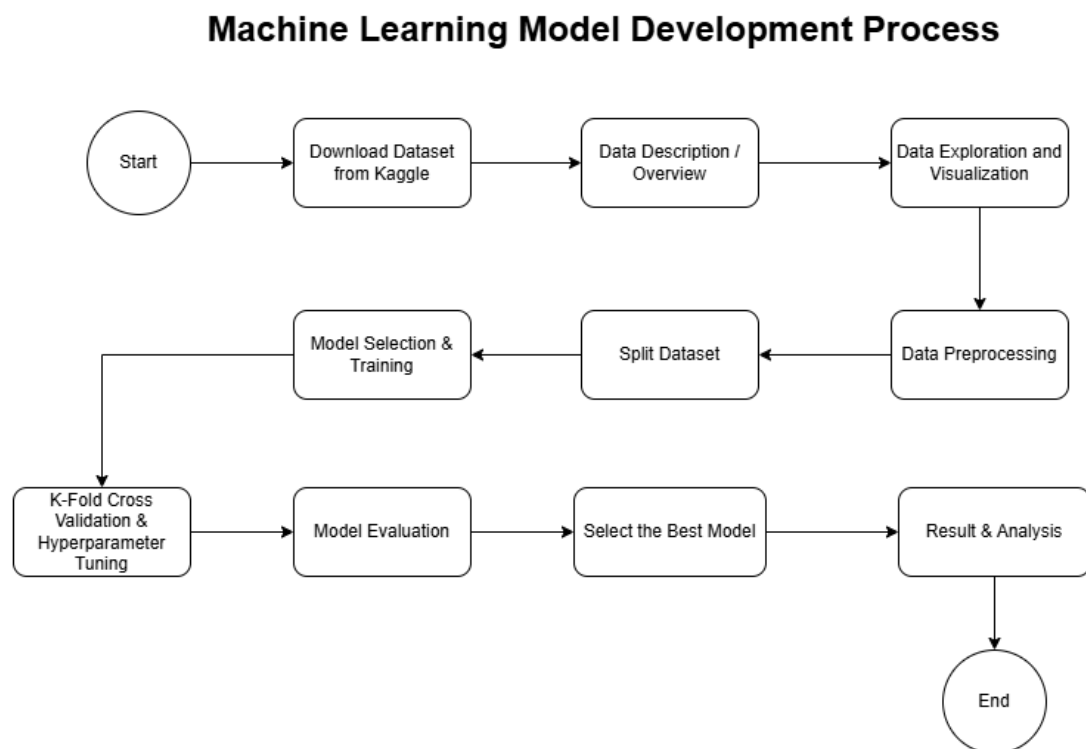 Machine Learning Model Development Process
Start
Download Dataset
from Kaggle
Data Description /
Overview
Data Exploration and
Visualization
Data Preprocessing
Split Dataset
Model Selection &
Training
K-Fold Cross
Validation &
Hyperparameter
Tuning
Model Evaluation
Select the Best Model
Result & Analysis
End